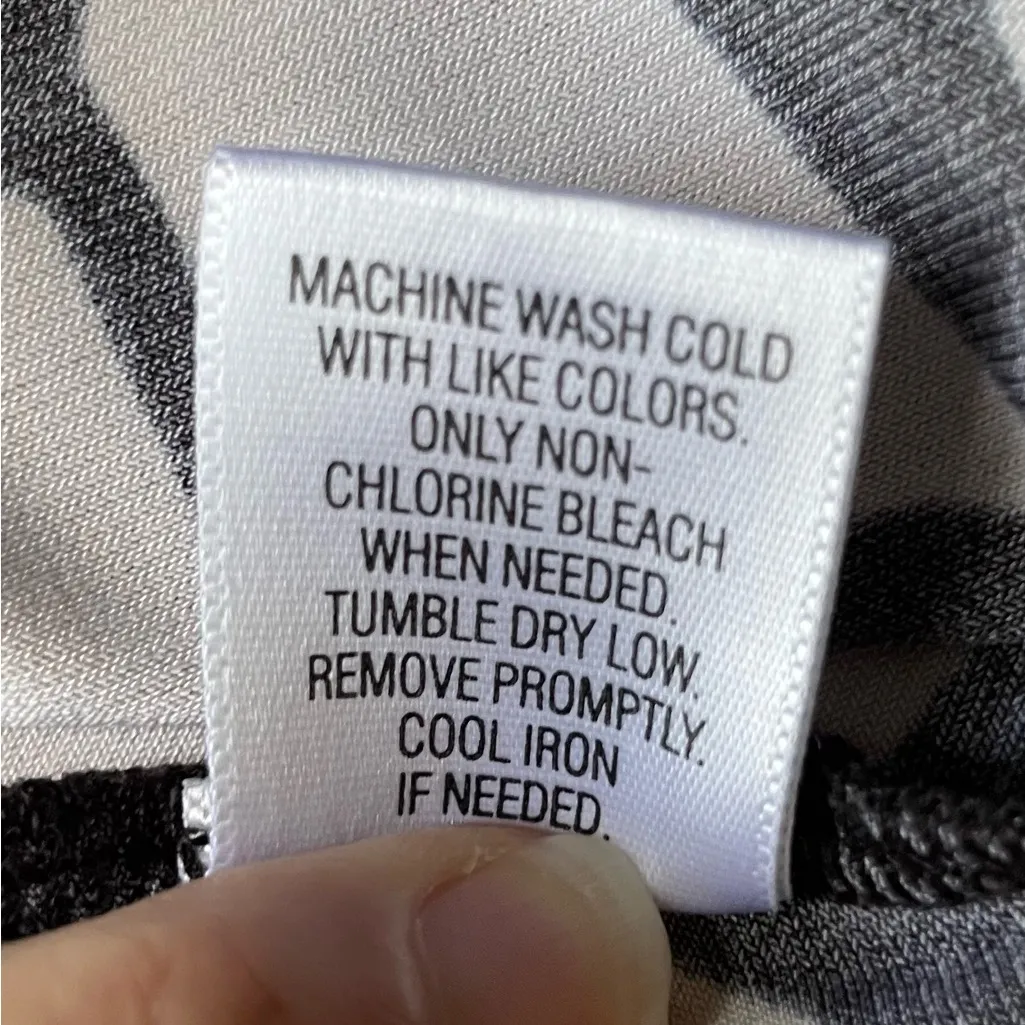 MACHINE WASH COLD
WITH LIKE COLORS.
ONLY NON-
CHLORINE BLEACH
WHEN NEEDED.
TUMBLE DRY LOW.
REMOVE PROMPTLY.
COOL IRON
IF NEEDED.